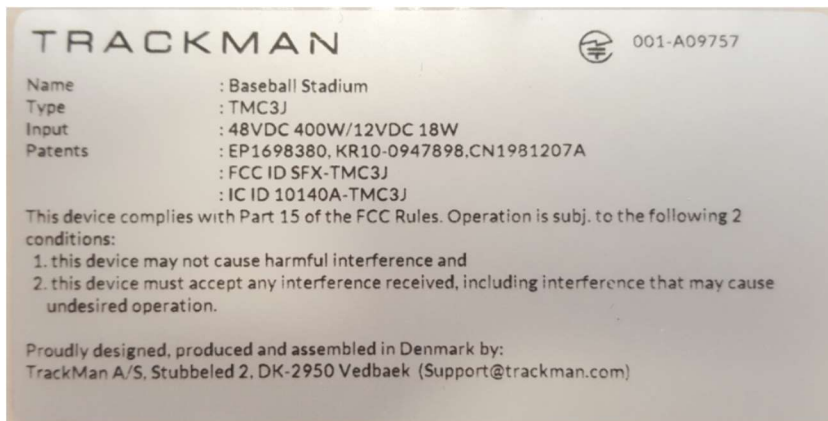 TRACKMAN
001-A09757
Name : Baseball Stadium
Type : TMC3J
Input : 48VDC 400W/12VDC 18W
Patents : EP1698380, KR10-0947898,CN1981207A
: FCC ID SFX-TMC3J
: IC ID 10140A-TMC3J
This device complies with Part 15 of the FCC Rules. Operation is subj. to the following 2
conditions:
1. this device may not cause harmful interference and
2. this device must accept any interference received, including interference that may cause
undesired operation.
Proudly designed, produced and assembled in Denmark by:
TrackMan A/S, Stubbeled 2, DK-2950 Vedbaek (Support@trackman.com)